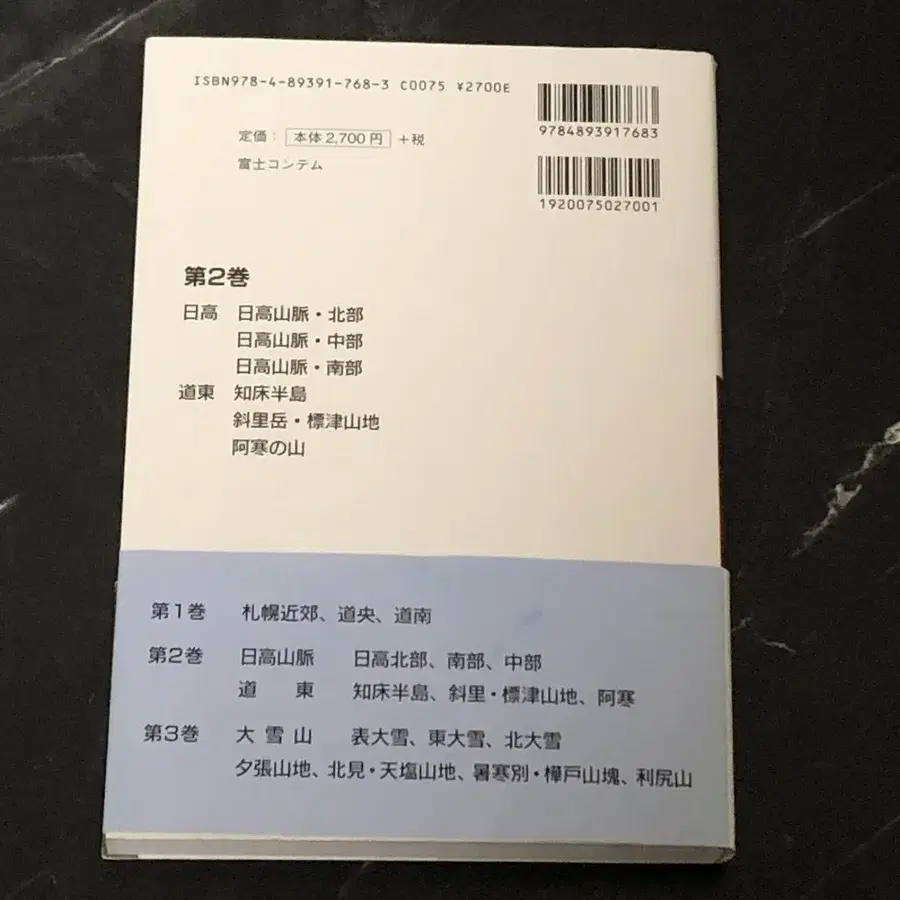 ISBN978-4-89391-768-3 C0075 ¥2700E
9784893917683
定価： 本体2,700円 +税
富士コンテム
1920075027001
第2巻
日高 日高山脈・北部
日高山脈・中部
日高山脈・南部
道東 知床半島
斜里岳・標津山地
阿寒の山
第1巻 札幌近郊、道央、道南
第2巻 日高山脈 日高北部、南部、中部
道 東 知床半島、斜里・標津山地、阿寒
第3巻 大雪山 表大雪、東大雪、北大雪
夕張山地、北見・天塩山地、暑寒別・樺戸山塊、利尻山